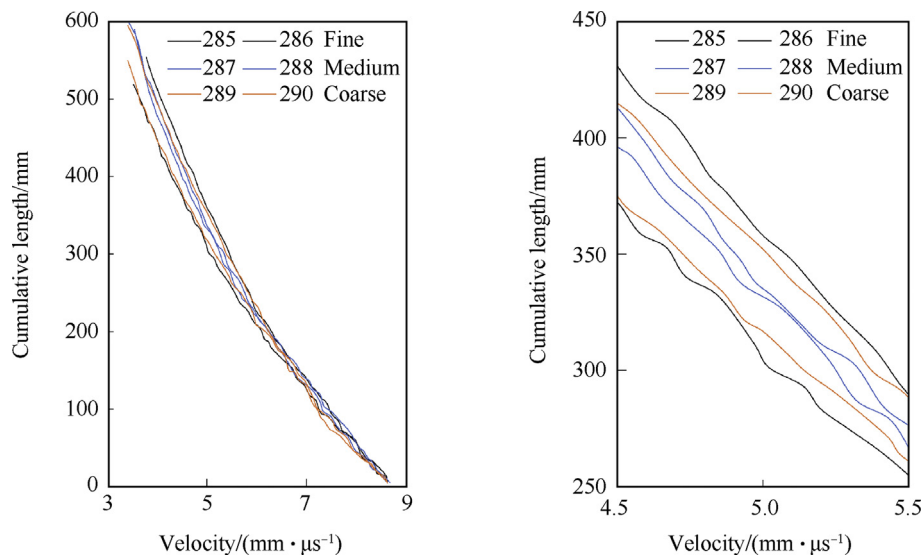 600
500
400
300
200
100
0
3
5
7
9
285 286 Fine
287 288 Medium
289 290 Coarse
Cumulative length/mm
Velocity/(mm · μs⁻¹)
450
400
350
300
250
4.5
5.0
5.5
285 286 Fine
287 288 Medium
289 290 Coarse
Cumulative length/mm
Velocity/(mm · μs⁻¹)